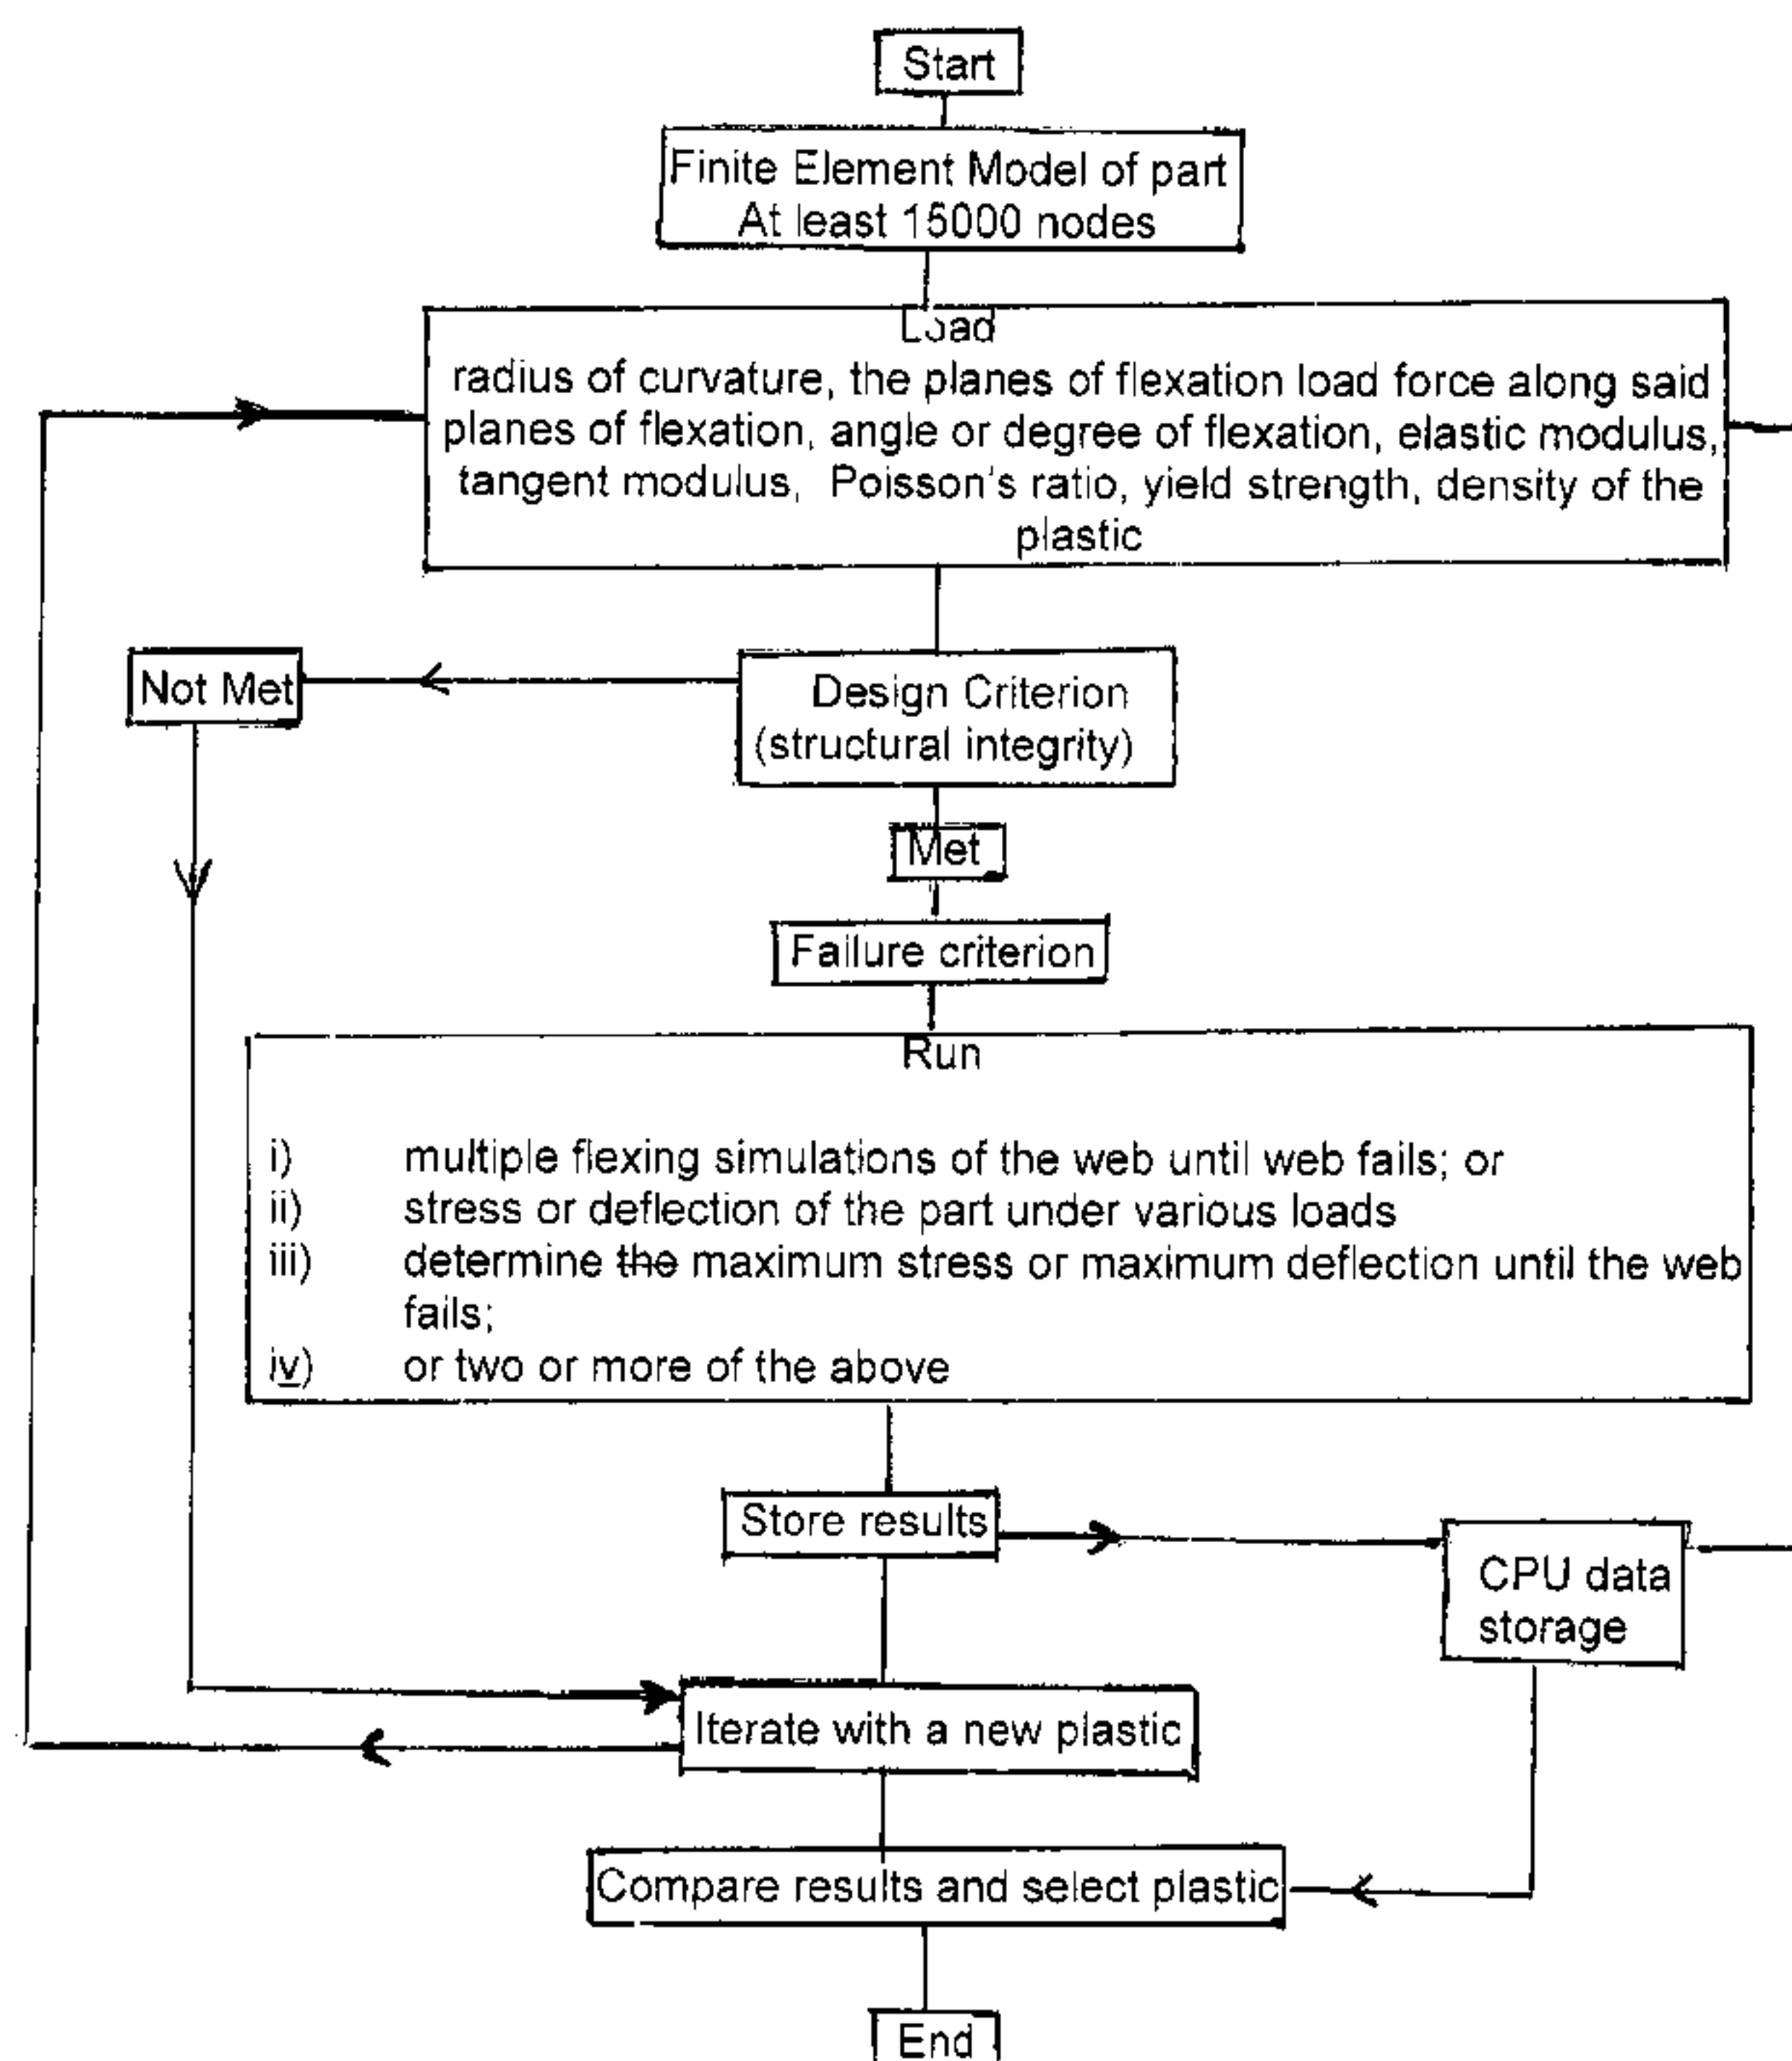 Start
Finite Element Model of part
At least 15000 nodes
Load
radius of curvature, the planes of flexation load force along said
planes of flexation, angle or degree of flexation, elastic modulus,
tangent modulus, Poisson's ratio, yield strength, density of the
plastic
Not Met
Design Criterion
(structural integrity)
Met
Failure criterion
Run
i) multiple flexing simulations of the web until web fails; or
ii) stress or deflection of the part under various loads
iii) determine the maximum stress or maximum deflection until the web
fails;
iv) or two or more of the above
Store results
CPU data
storage
Iterate with a new plastic
Compare results and select plastic
End